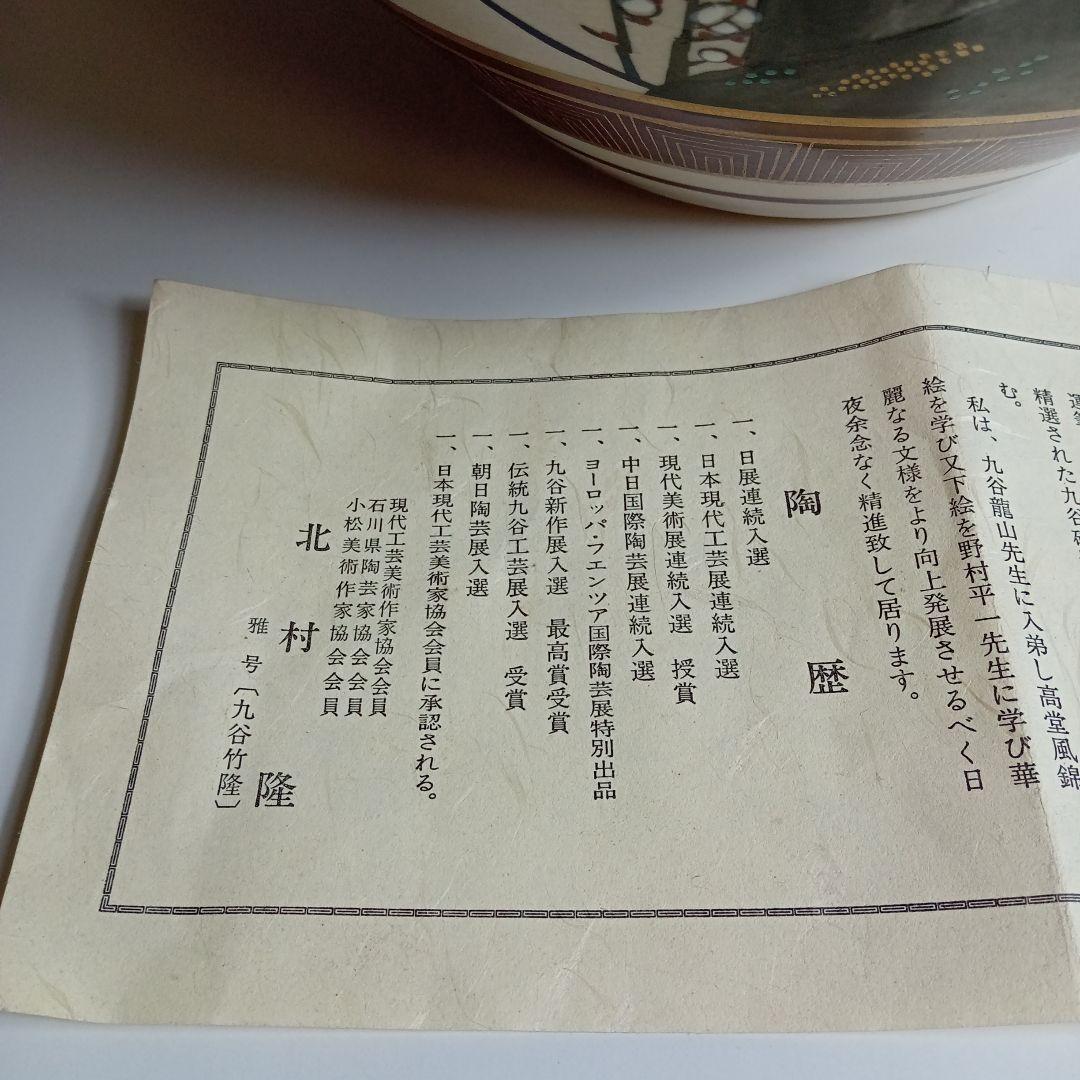 精選された九谷
む。
私は、九谷龍山先生に入弟し高堂風錦
絵を学び又下絵を野村平一先生に学び華
麗なる文様をより向上発展させるべく日
夜余念なく精進致して居ります。
陶歴
一、日展連続入選
一、日本現代工芸展連続入選
一、現代美術展連続入選　授賞
一、中日国際陶芸展連続入選
一、ヨーロッパ・フエンツア国際陶芸展特別出品
一、九谷新作展入選　最高賞受賞
一、伝統九谷工芸展入選　受賞
一、朝日陶芸展入選
一、日本現代工芸美術家協会会員に承認される。
現代工芸美術作家協会会員
石川県陶芸家協会会員
小松美術作家協会会員
北村隆
雅号〔九谷竹隆〕